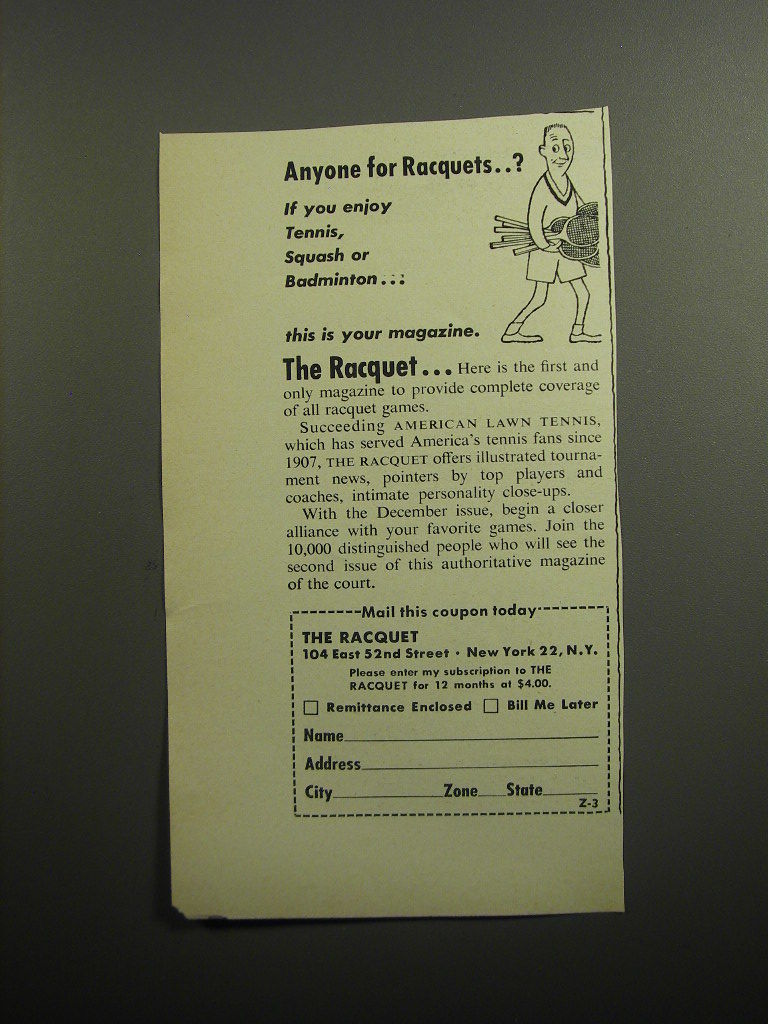 Anyone for Racquets..?
If you enjoy
Tennis,
Squash or
Badminton...
this is your magazine.
The Racquet... Here is the first and
only magazine to provide complete coverage
of all racquet games.
Succeeding AMERICAN LAWN TENNIS,
which has served America's tennis fans since
1907, THE RACQUET offers illustrated tourna-
ment news, pointers by top players and
coaches, intimate personality close-ups.
With the December issue, begin a closer
alliance with your favorite games. Join the
10,000 distinguished people who will see the
second issue of this authoritative magazine
of the court.
Mail this coupon today
THE RACQUET
104 East 52nd Street • New York 22, N.Y.
Please enter my subscription to THE
RACQUET for 12 months at $4.00.
Remittance Enclosed Bill Me Later
Name
Address
City Zone State
Z-3